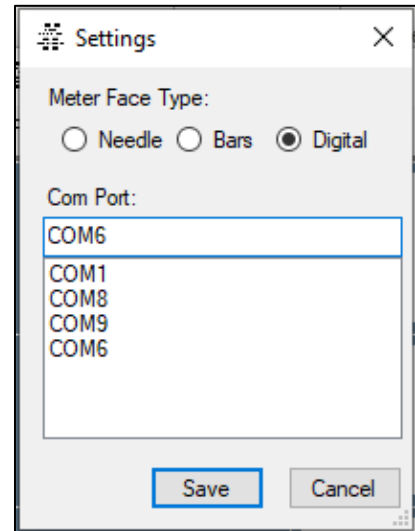 Settings
Meter Face Type:
Needle Bars Digital
Com Port:
COM6
COM1
COM8
COM9
COM6
Save Cancel